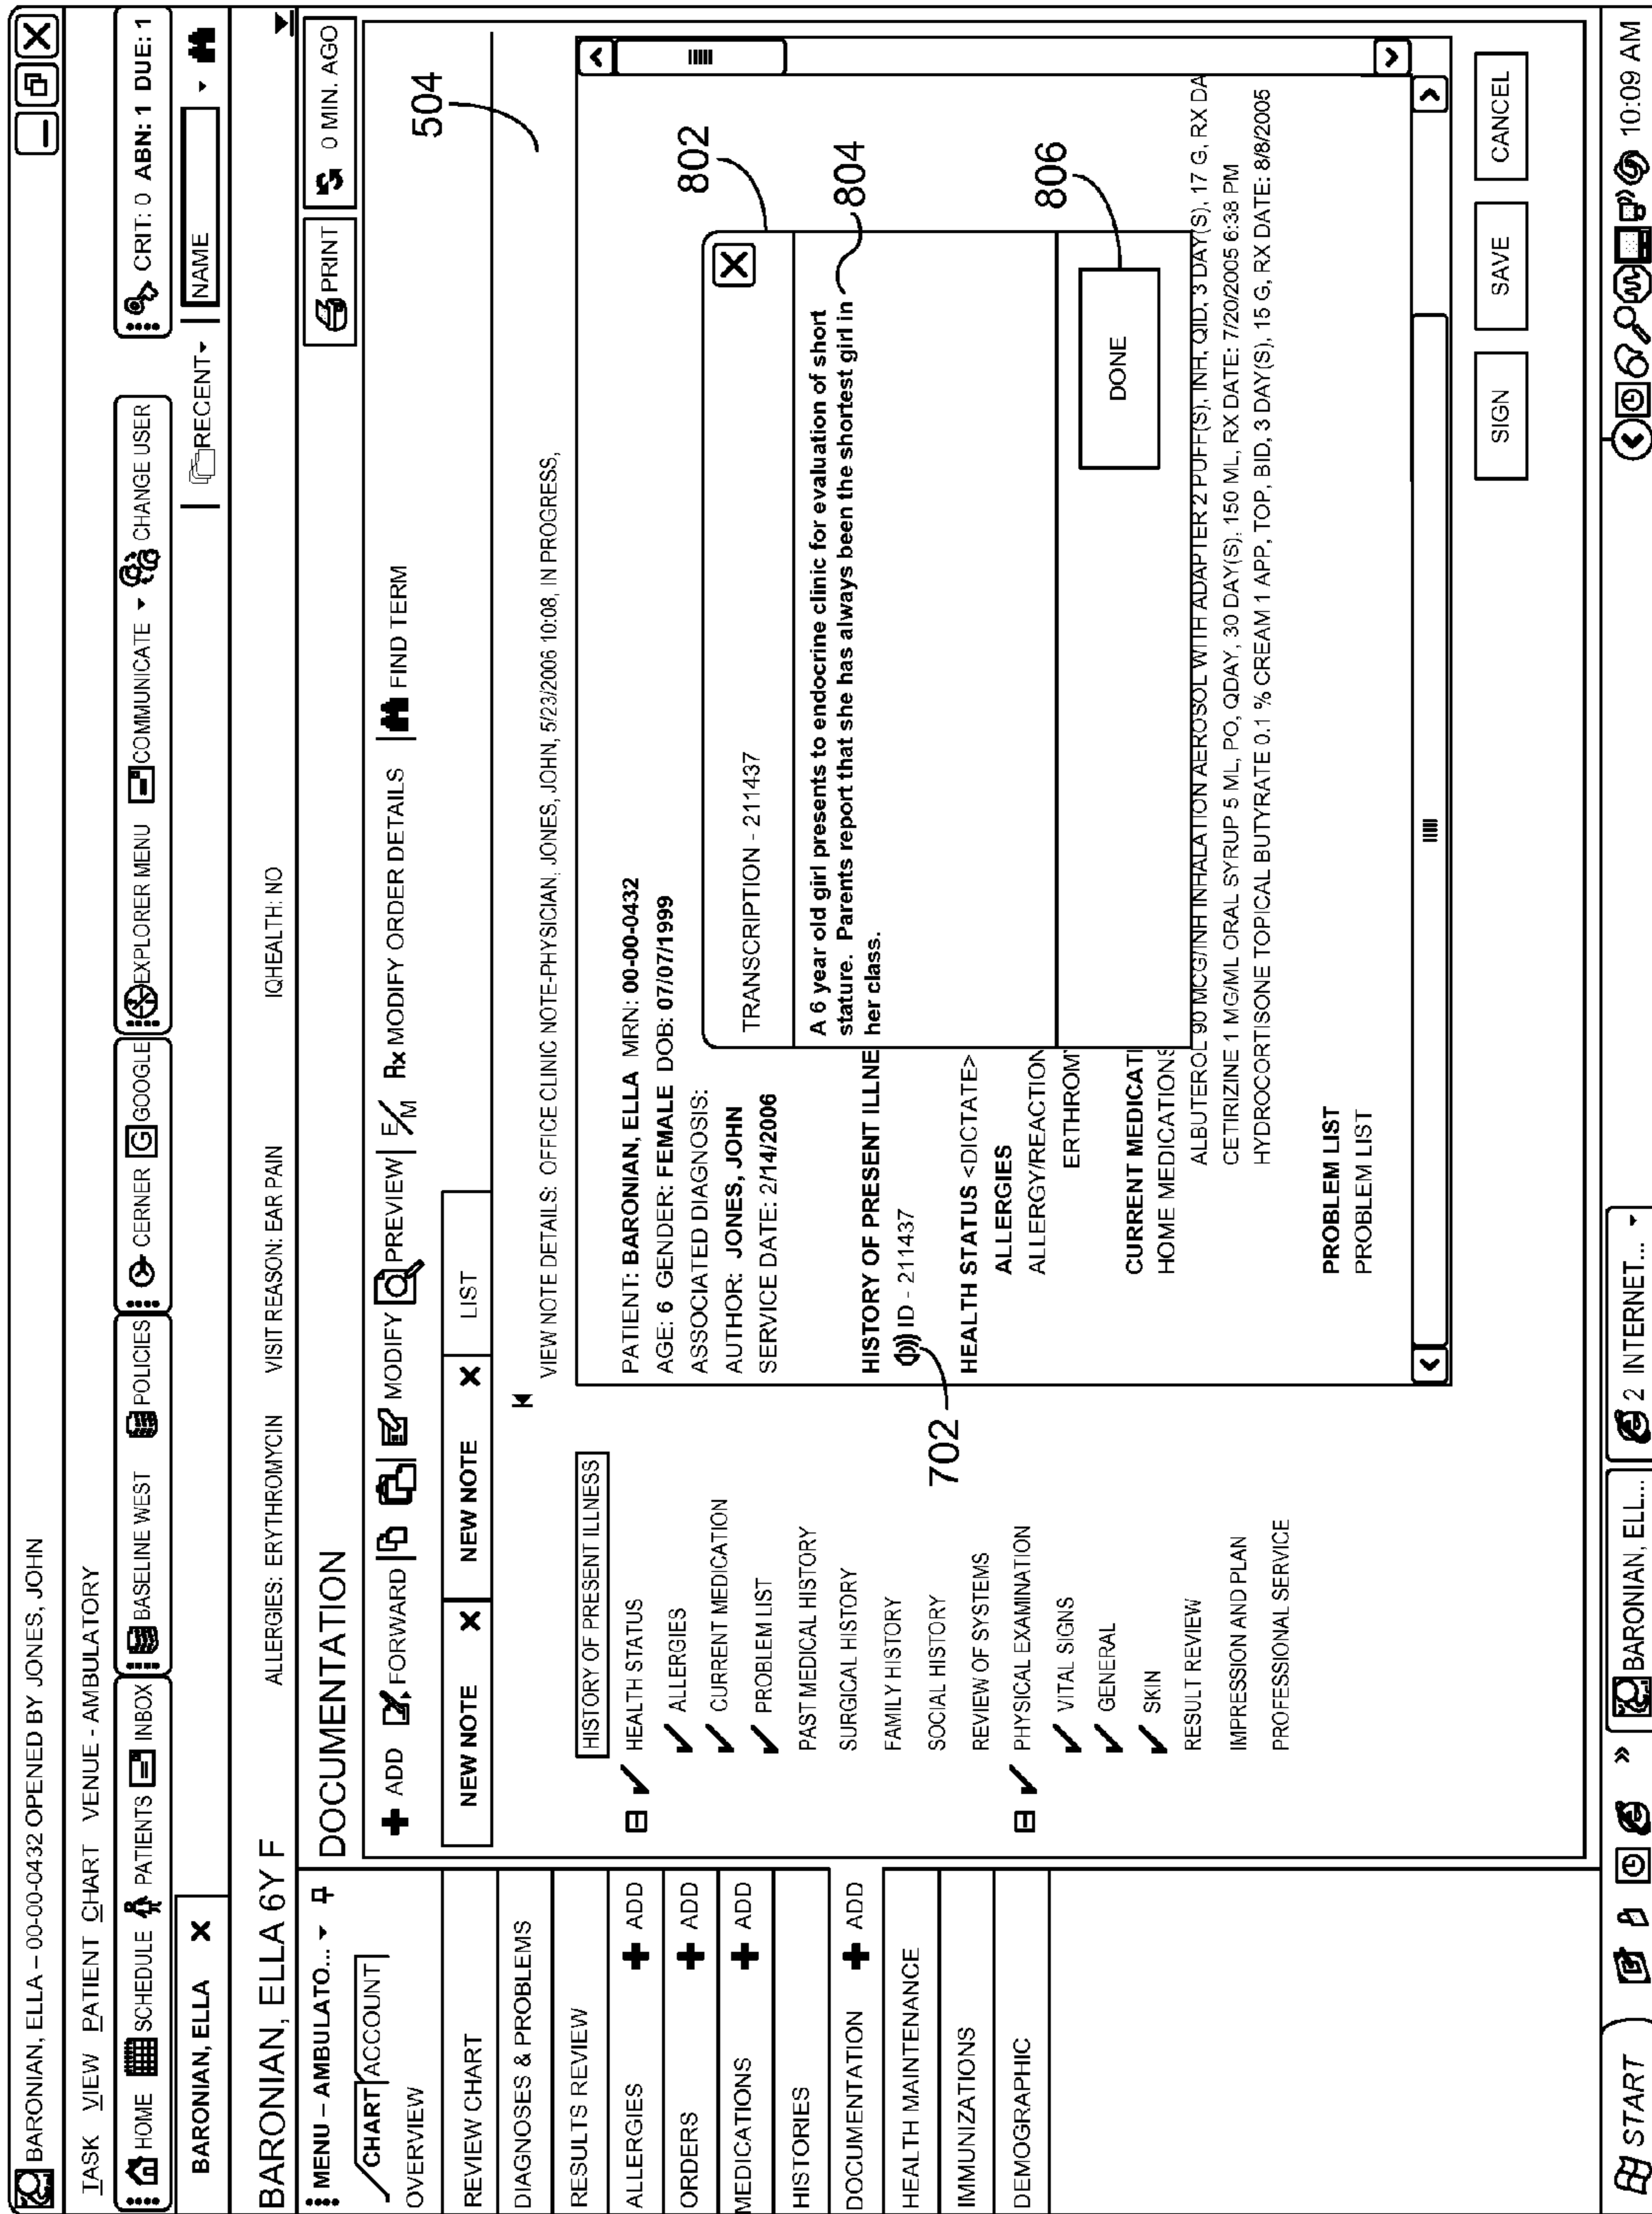 BARONIAN, ELLA – 00-00-0432 OPENED BY JONES, JOHN
TASK VIEW PATIENT CHART VENUE - AMBULATORY
HOME SCHEDULE PATIENTS INBOX BASELINE WEST POLICIES CERNER G GOOGLE EXPLORER MENU COMMUNICATE CHANGE USER CRIT: 0 ABN: 1 DUE: 1
BARONIAN, ELLA X RECENT NAME
BARONIAN, ELLA 6Y F ALLERGIES: ERYTHROMYCIN VISIT REASON: EAR PAIN IQHEALTH: NO
MENU – AMBULATO...
CHART ACCOUNT
OVERVIEW
REVIEW CHART
DIAGNOSES & PROBLEMS
RESULTS REVIEW
ALLERGIES + ADD
ORDERS + ADD
MEDICATIONS + ADD
HISTORIES
DOCUMENTATION + ADD
HEALTH MAINTENANCE
IMMUNIZATIONS
DEMOGRAPHIC
DOCUMENTATION PRINT 0 MIN. AGO
+ ADD FORWARD MODIFY PREVIEW E/M Rx MODIFY ORDER DETAILS FIND TERM
504
NEW NOTE X NEW NOTE X LIST
VIEW NOTE DETAILS: OFFICE CLINIC NOTE-PHYSICIAN, JONES, JOHN, 5/23/2006 10:08, IN PROGRESS,
HISTORY OF PRESENT ILLNESS
HEALTH STATUS
ALLERGIES
CURRENT MEDICATION
PROBLEM LIST
PAST MEDICAL HISTORY
SURGICAL HISTORY
FAMILY HISTORY
SOCIAL HISTORY
REVIEW OF SYSTEMS
PHYSICAL EXAMINATION
VITAL SIGNS
GENERAL
SKIN
RESULT REVIEW
IMPRESSION AND PLAN
PROFESSIONAL SERVICE
PATIENT: BARONIAN, ELLA MRN: 00-00-0432
AGE: 6 GENDER: FEMALE DOB: 07/07/1999
ASSOCIATED DIAGNOSIS:
AUTHOR: JONES, JOHN
SERVICE DATE: 2/14/2006
HISTORY OF PRESENT ILLNE
ID - 211437
702
HEALTH STATUS <DICTATE>
ALLERGIES
ALLERGY/REACTION
ERTHROMY
CURRENT MEDICATI
HOME MEDICATIONS
ALBUTEROL 90 MCG/INH INHALATION AEROSOL WITH ADAPTER 2 PUFF(S), INH, QID, 3 DAY(S), 17 G, RX DA
CETIRIZINE 1 MG/ML ORAL SYRUP 5 ML, PO, QDAY, 30 DAY(S), 150 ML, RX DATE: 7/20/2005 6:38 PM
HYDROCORTISONE TOPICAL BUTYRATE 0.1 % CREAM 1 APP, TOP, BID, 3 DAY(S), 15 G, RX DATE: 8/8/2005
PROBLEM LIST
PROBLEM LIST
802
TRANSCRIPTION - 211437 X
A 6 year old girl presents to endocrine clinic for evaluation of short
stature. Parents report that she has always been the shortest girl in
her class.
804
DONE
806
SIGN SAVE CANCEL
START » BARONIAN, ELL... 2 INTERNET... 10:09 AM